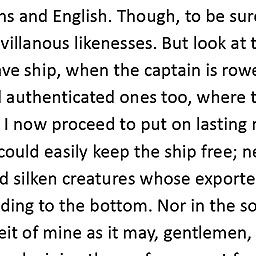 ns and English. Though, to be sure
villanous likenesses. But look at t
ave ship, when the captain is rowe
authenticated ones too, where t
I now proceed to put on lasting r
could easily keep the ship free; ne
d silken creatures whose exporte
ding to the bottom. Nor in the so
eit of mine as it may, gentlemen,